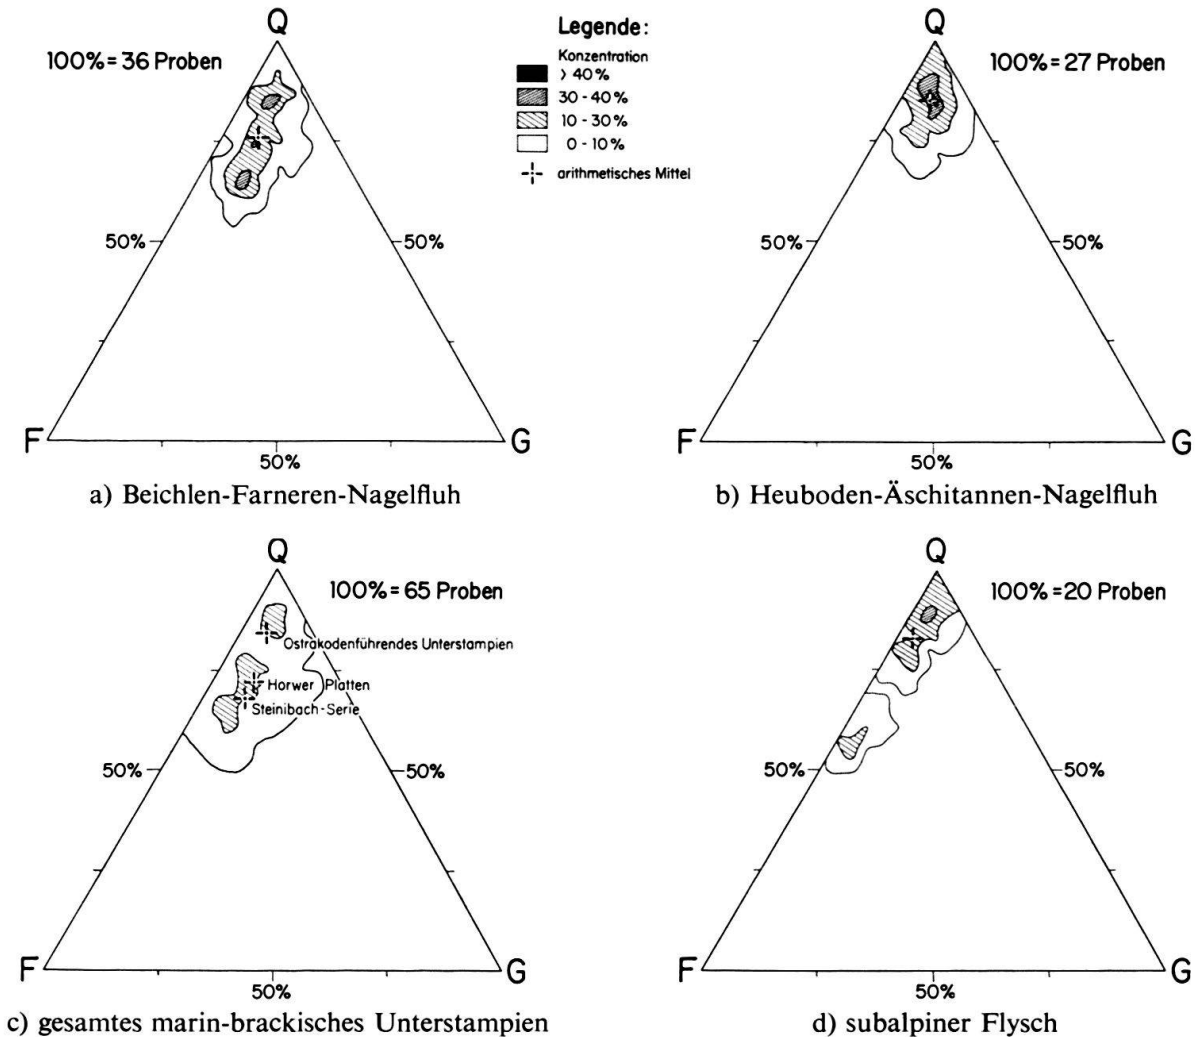 Q
100%=36 Proben
50%
50%
F
G
50%
a) Beichlen-Farneren-Nagelfluh
Legende:
Konzentration
> 40%
30-40%
10-30%
0-10%
arithmetisches Mittel
Q
100%=27 Proben
50%
50%
F
G
50%
b) Heuboden-Äschitannen-Nagelfluh
Q
100%=65 Proben
Ostrakodenführendes Unterstampien
Horwer Platten
Steinibach-Serie
50%
50%
F
G
50%
c) gesamtes marin-brackisches Unterstampien
Q
100%=20 Proben
50%
50%
F
G
50%
d) subalpiner Flysch